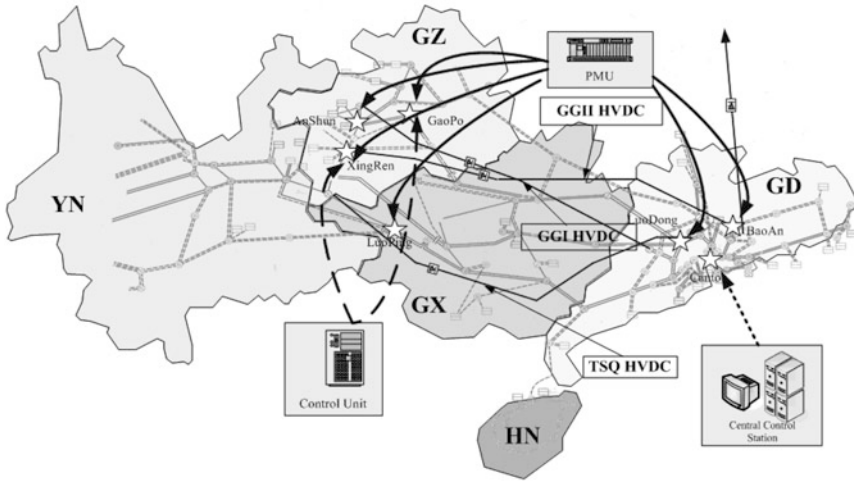 GZ
PMU
AnShun
GaoPo
GGII HVDC
XingRen
YN
GD
LuoDong
BaoAn
GGI HVDC
LuoPing
GX
TSQ HVDC
Control Unit
HN
Central Control
Station